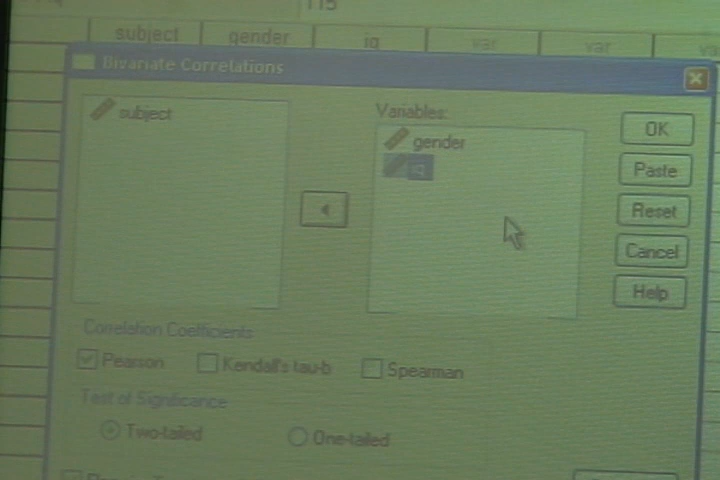 115
subject gender iq var var
Bivariate Correlations
subject
Variables:
gender
iq
OK
Paste
Reset
Cancel
Help
Correlation Coefficients
Pearson Kendall's tau-b Spearman
Test of Significance
Two-tailed One-tailed